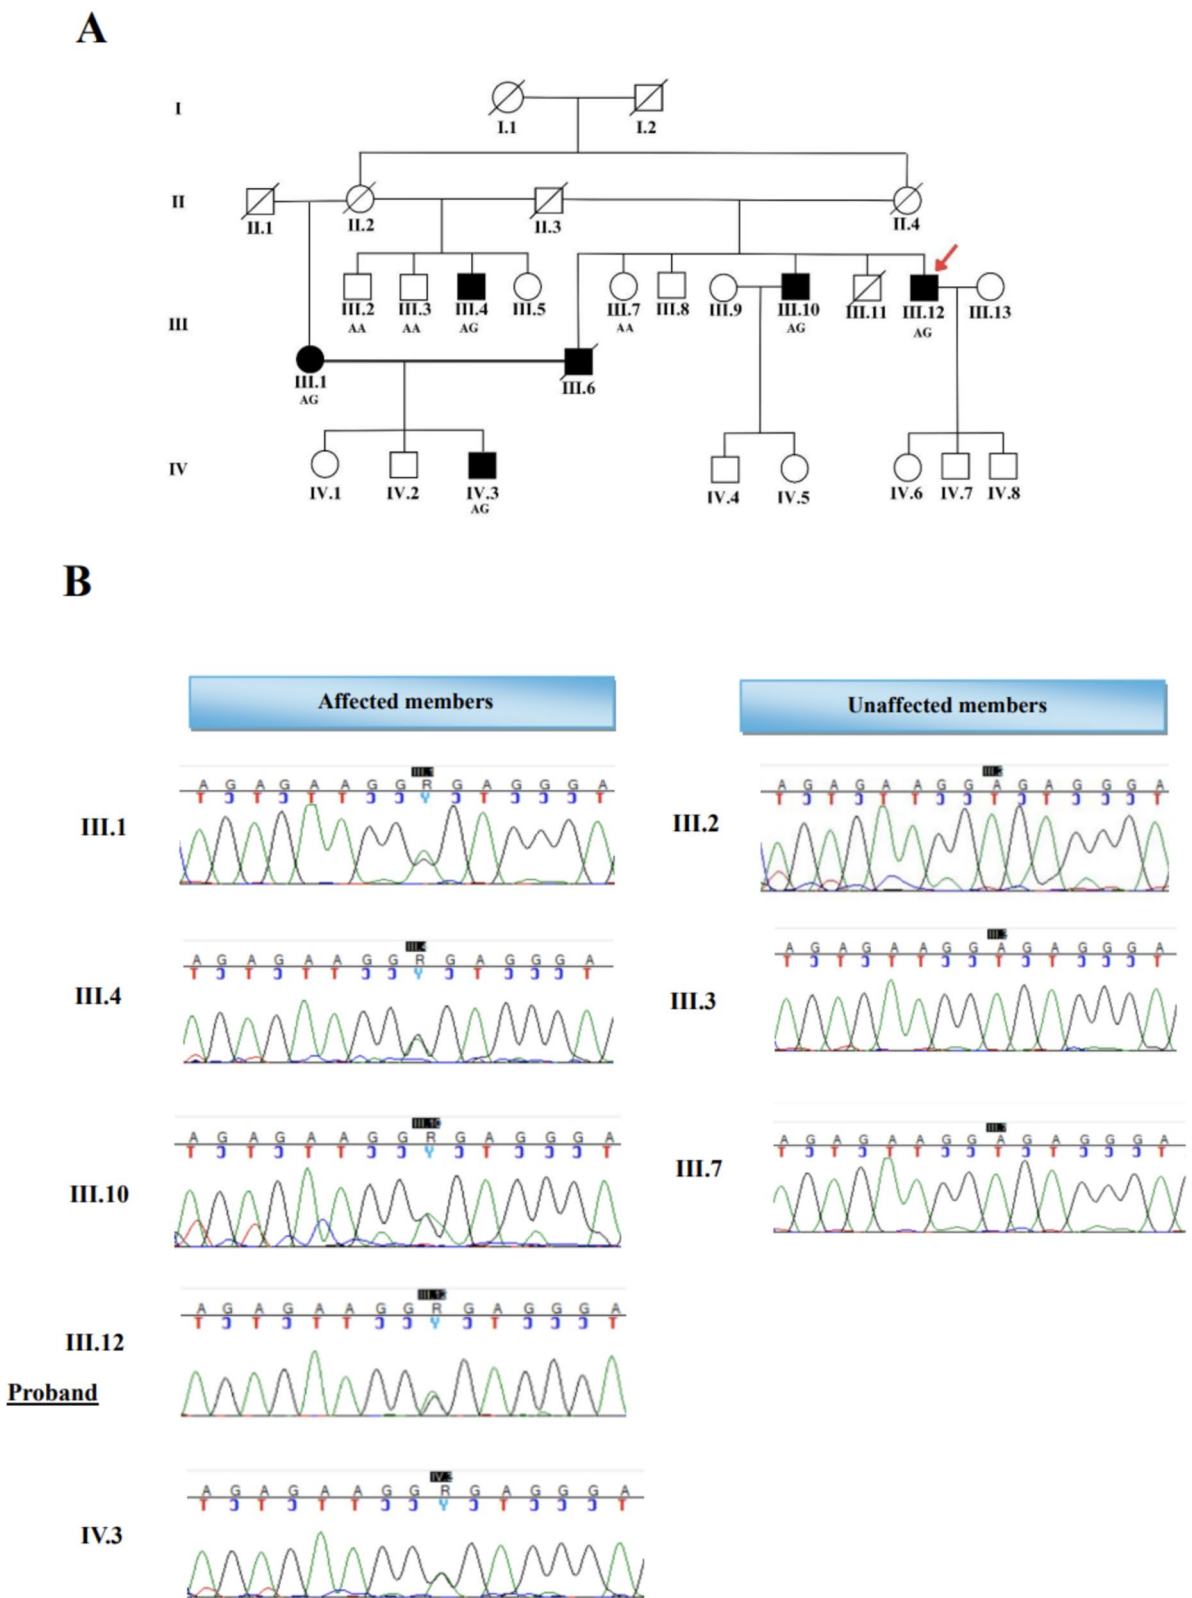 A
I
I.1 I.2
II
II.1 II.2 II.3 II.4
III
III.2 III.3 III.4 III.5 III.7 III.8 III.9 III.10 III.11 III.12 III.13
AA AA AG AA AG AG
III.1 III.6
AG
IV
IV.1 IV.2 IV.3 IV.4 IV.5 IV.6 IV.7 IV.8
AG
B
Affected members Unaffected members
III.1
A G A G A A G G R G A G G G A
III.2
A G A G A A G G A G A G G G A
III.4
A G A G A A G G R G A G G G A
III.3
A G A G A A G G A G A G G G A
III.10
A G A G A A G G R G A G G G A
III.7
A G A G A A G G A G A G G G A
III.12
Proband
A G A G A A G G R G A G G G A
IV.3
A G A G A A G G R G A G G G A